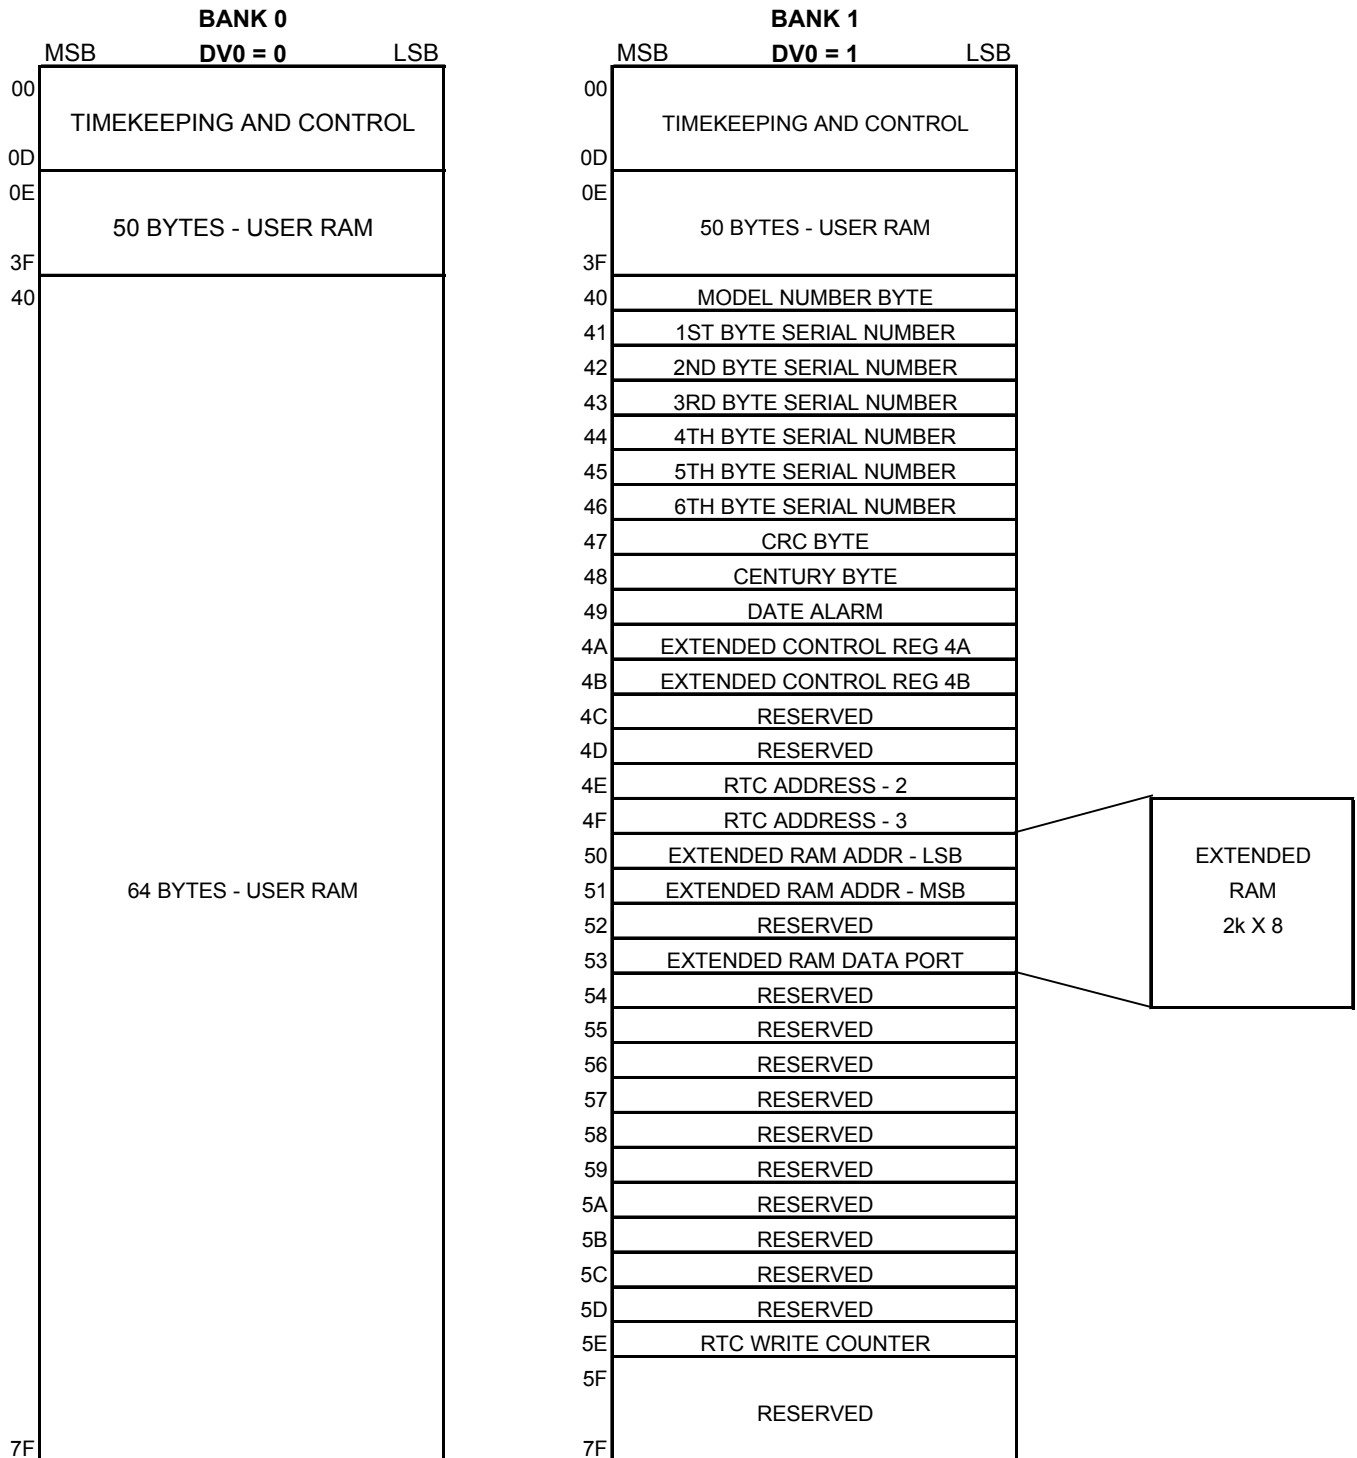 BANK 0
MSB DV0 = 0 LSB
00
TIMEKEEPING AND CONTROL
0D
0E
50 BYTES - USER RAM
3F
40
64 BYTES - USER RAM
7F
BANK 1
MSB DV0 = 1 LSB
00
TIMEKEEPING AND CONTROL
0D
0E
50 BYTES - USER RAM
3F
40 MODEL NUMBER BYTE
41 1ST BYTE SERIAL NUMBER
42 2ND BYTE SERIAL NUMBER
43 3RD BYTE SERIAL NUMBER
44 4TH BYTE SERIAL NUMBER
45 5TH BYTE SERIAL NUMBER
46 6TH BYTE SERIAL NUMBER
47 CRC BYTE
48 CENTURY BYTE
49 DATE ALARM
4A EXTENDED CONTROL REG 4A
4B EXTENDED CONTROL REG 4B
4C RESERVED
4D RESERVED
4E RTC ADDRESS - 2
4F RTC ADDRESS - 3
50 EXTENDED RAM ADDR - LSB
51 EXTENDED RAM ADDR - MSB
52 RESERVED
53 EXTENDED RAM DATA PORT
54 RESERVED
55 RESERVED
56 RESERVED
57 RESERVED
58 RESERVED
59 RESERVED
5A RESERVED
5B RESERVED
5C RESERVED
5D RESERVED
5E RTC WRITE COUNTER
5F
RESERVED
7F
EXTENDED
RAM
2k X 8